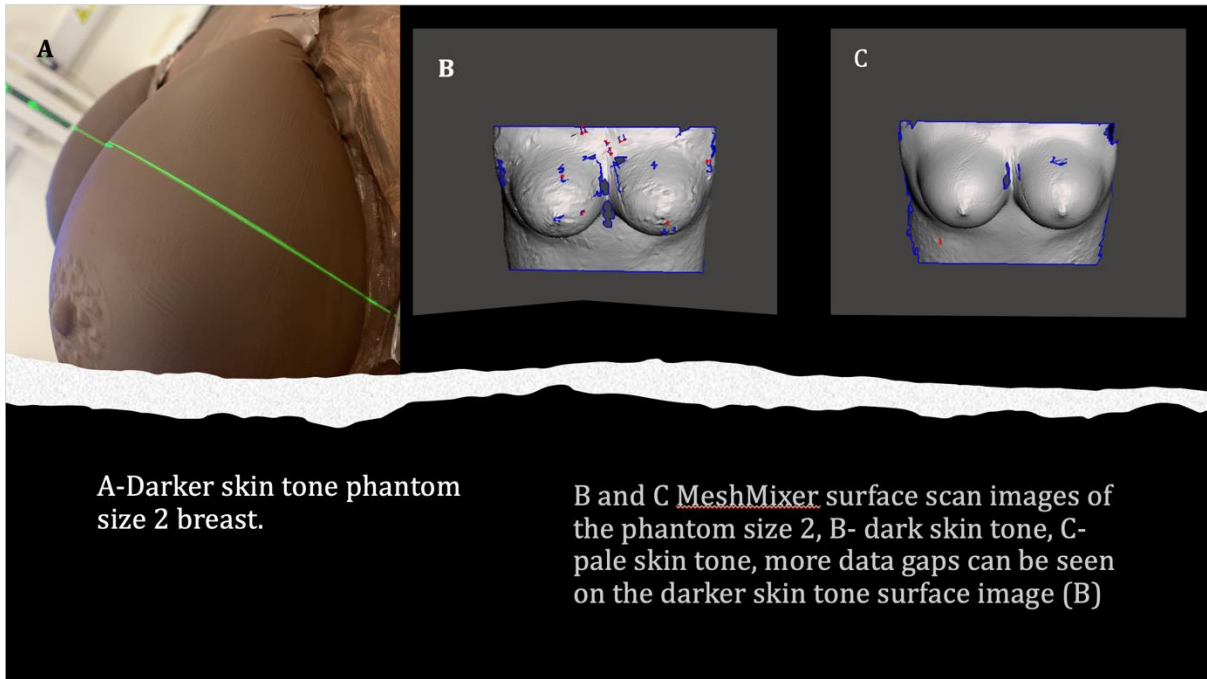 A
B
C
A-Darker skin tone phantom
size 2 breast.
B and C MeshMixer surface scan images of
the phantom size 2, B- dark skin tone, C-
pale skin tone, more data gaps can be seen
on the darker skin tone surface image (B)